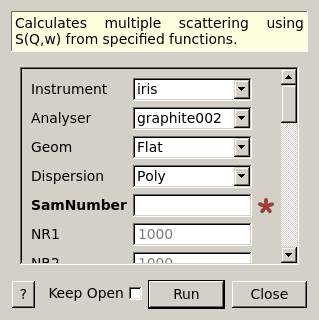 Calculates multiple scattering using
S(Q,w) from specified functions.
Instrument iris
Analyser graphite002
Geom Flat
Dispersion Poly
SamNumber *
NR1 1000
NR2 1000
? Keep Open Run Close